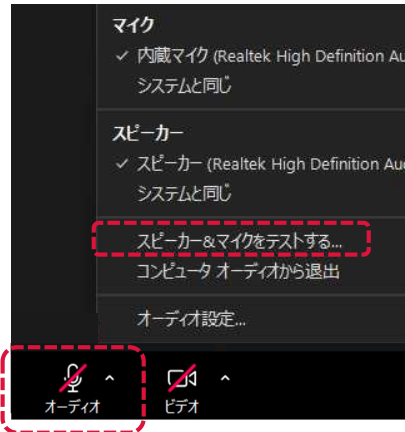 マイク
✓ 内蔵マイク (Realtek High Definition Au
システムと同じ
スピーカー
✓ スピーカー (Realtek High Definition Aud
システムと同じ
スピーカー&マイクをテストする...
コンピュータ オーディオから退出
オーディオ設定...
オーディオ ビデオ